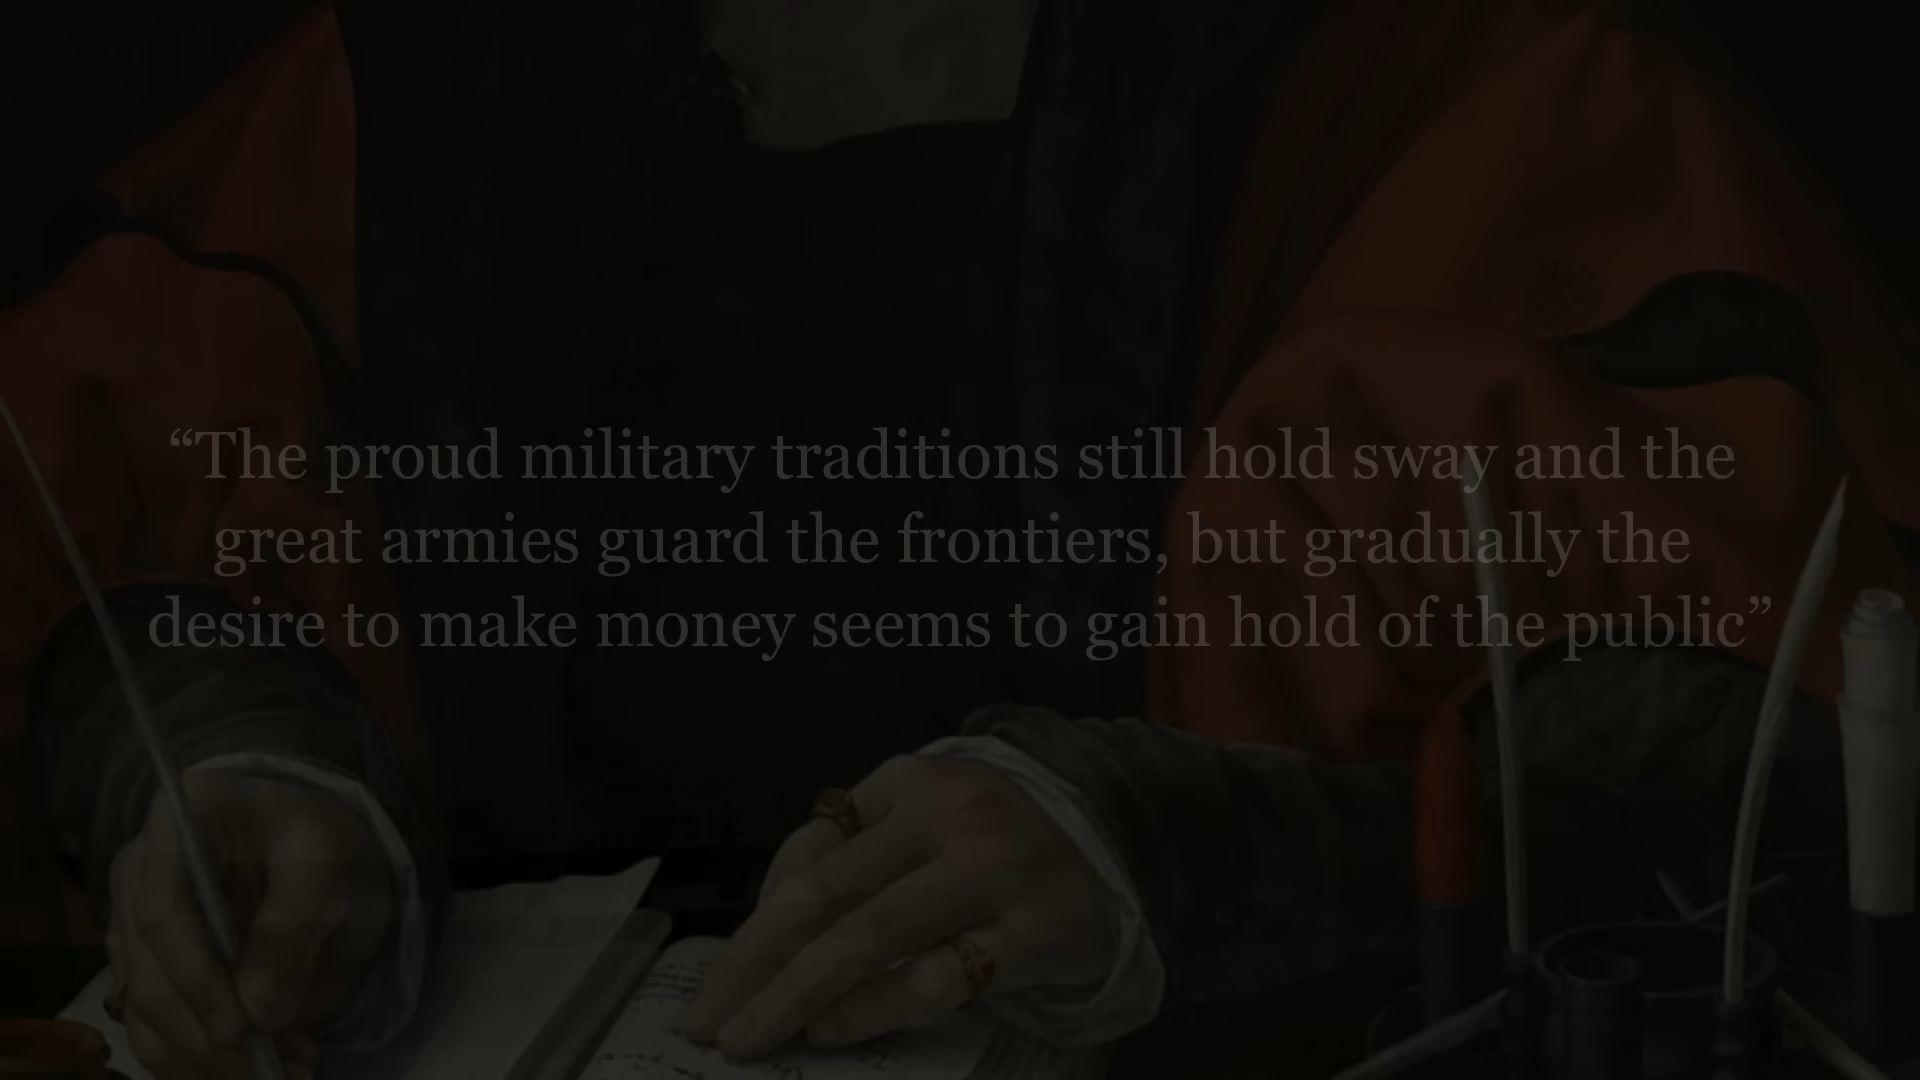 “The proud military traditions still hold sway and the
great armies guard the frontiers, but gradually the
desire to make money seems to gain hold of the public”